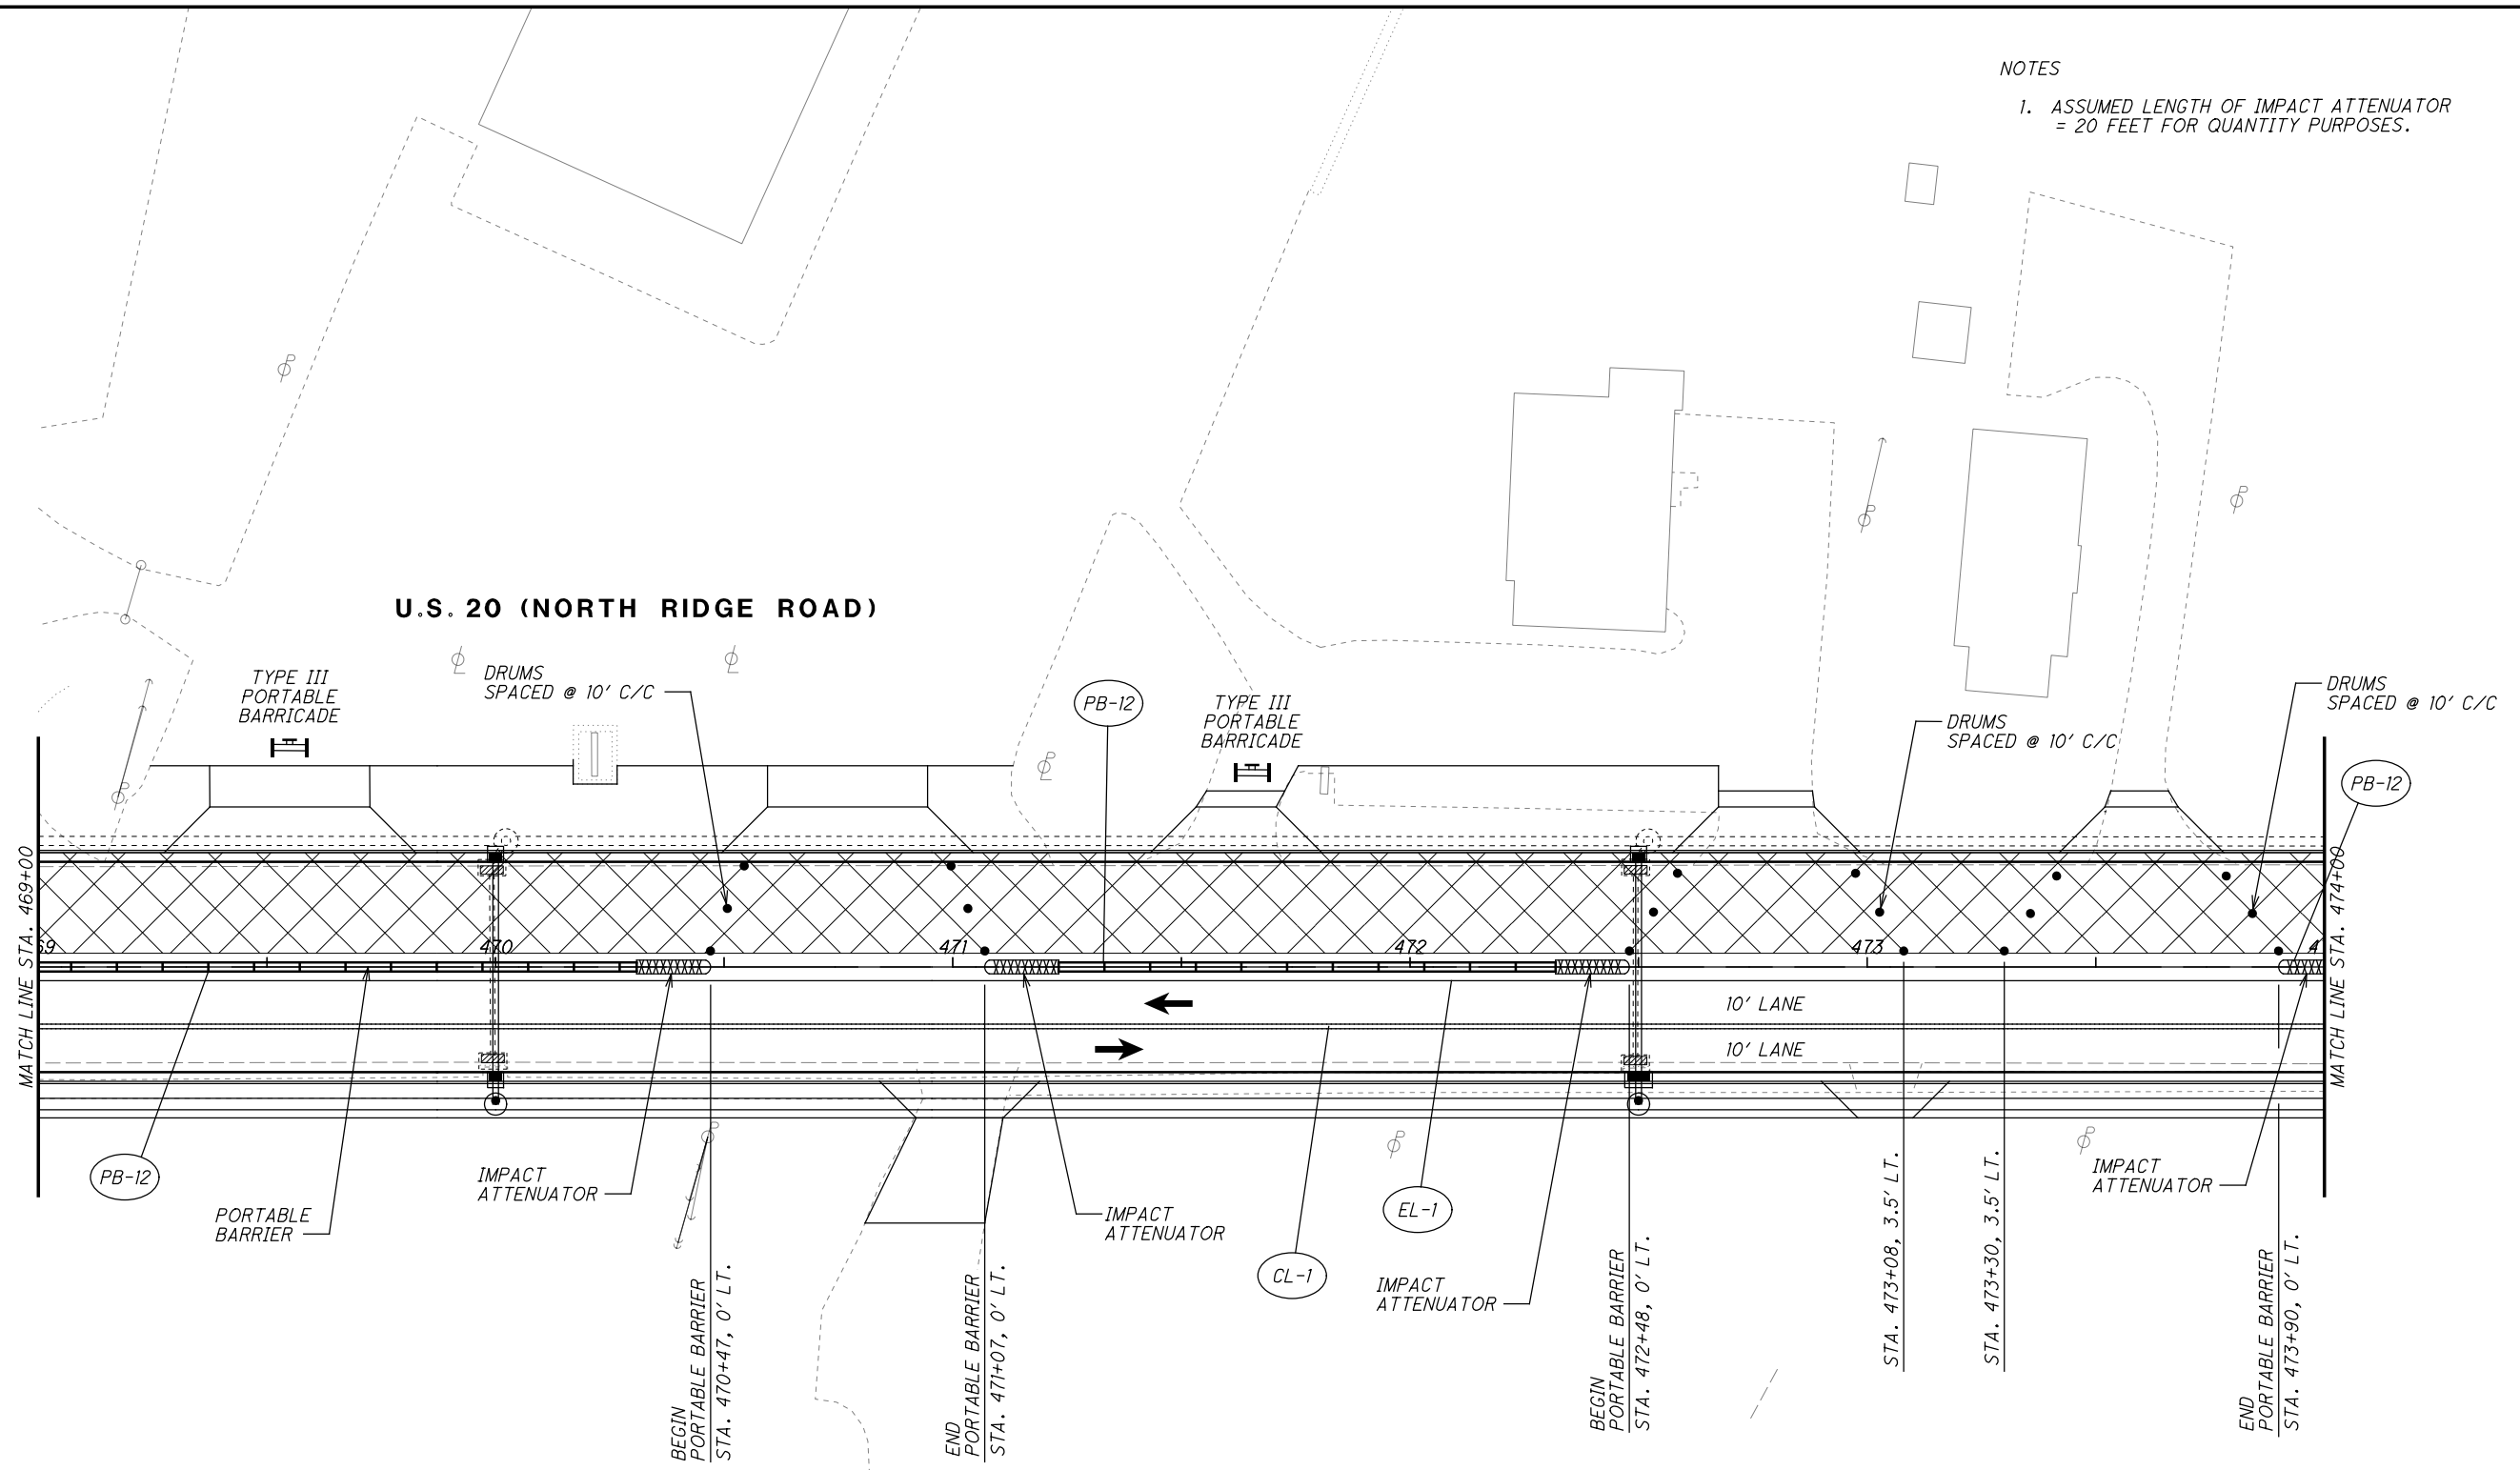 NOTES
1. ASSUMED LENGTH OF IMPACT ATTENUATOR
= 20 FEET FOR QUANTITY PURPOSES.
U.S. 20 (NORTH RIDGE ROAD)
TYPE III
PORTABLE
BARRICADE
DRUMS
SPACED @ 10' C/C
PB-12
TYPE III
PORTABLE
BARRICADE
DRUMS
SPACED @ 10' C/C
DRUMS
SPACED @ 10' C/C
PB-12
MATCH LINE STA. 469+00
69
470
471
472
473
4
MATCH LINE STA. 474+00
10' LANE
10' LANE
PB-12
PORTABLE
BARRIER
IMPACT
ATTENUATOR
IMPACT
ATTENUATOR
EL-1
CL-1
IMPACT
ATTENUATOR
IMPACT
ATTENUATOR
BEGIN
PORTABLE BARRIER
STA. 470+47, 0' LT.
END
PORTABLE BARRIER
STA. 471+07, 0' LT.
BEGIN
PORTABLE BARRIER
STA. 472+48, 0' LT.
STA. 473+08, 3.5' LT.
STA. 473+30, 3.5' LT.
END
PORTABLE BARRIER
STA. 473+90, 0' LT.